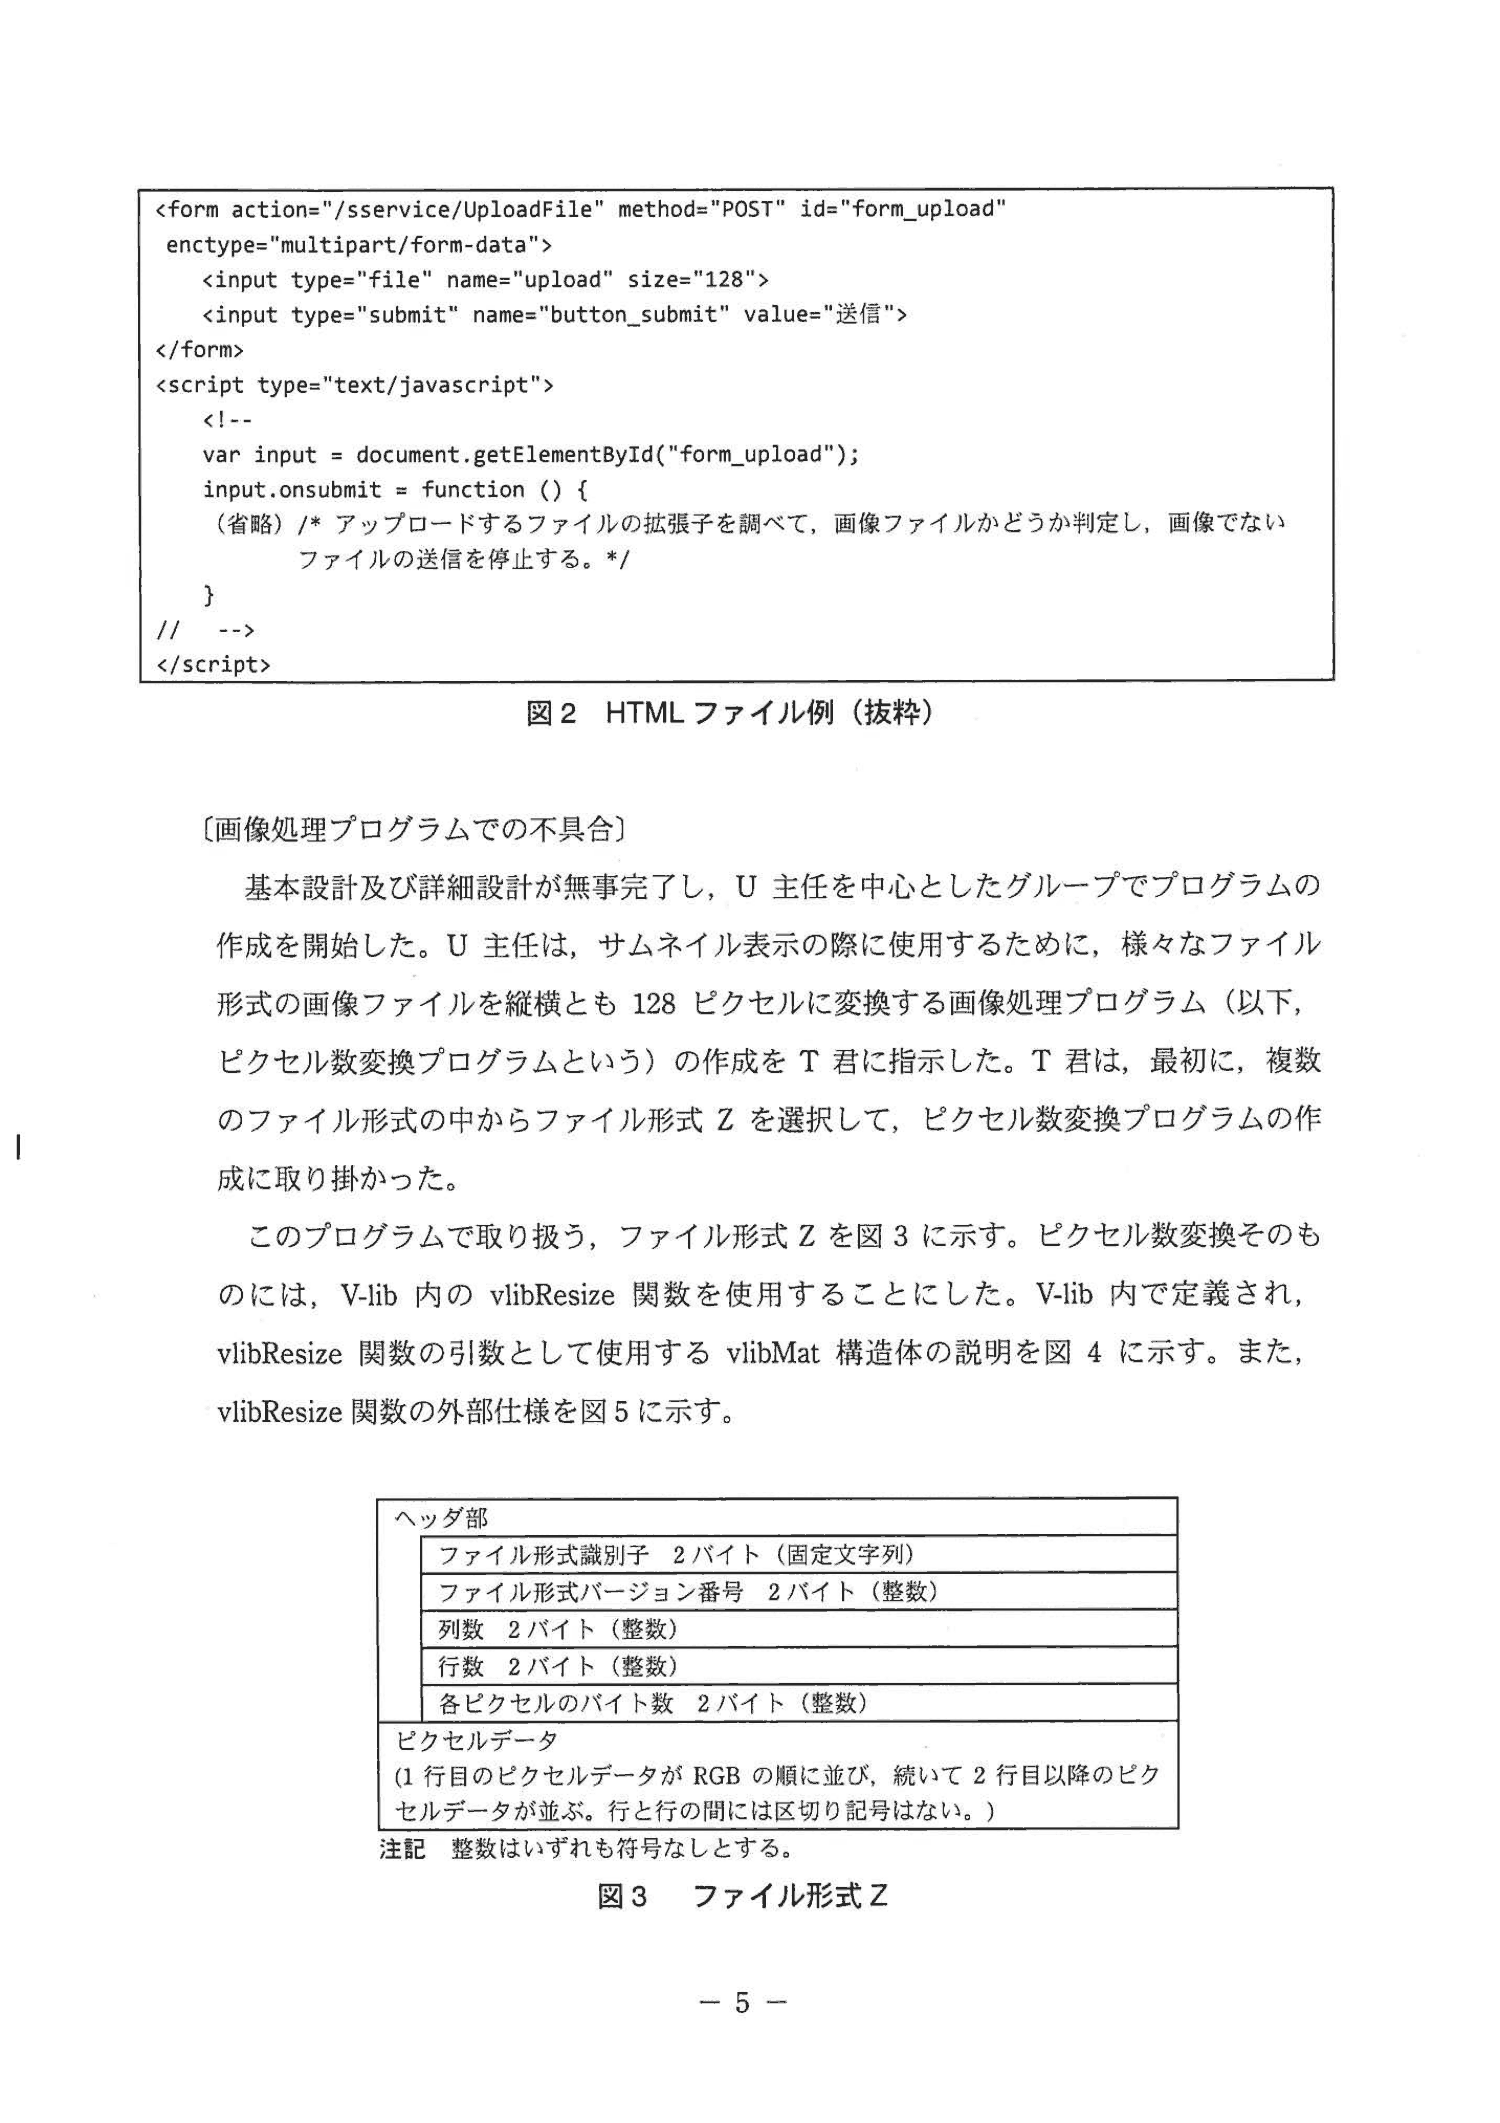 <form action="/sservice/UploadFile" method="POST" id="form_upload"
enctype="multipart/form-data">
<input type="file" name="upload" size="128">
<input type="submit" name="button_submit" value="送信">
</form>
<script type="text/javascript">
<!--
var input = document.getElementById("form_upload");
input.onsubmit = function () {
（省略）/* アップロードするファイルの拡張子を調べて，画像ファイルかどうか判定し，画像でない
ファイルの送信を停止する。*/
}
// -->
</script>
図2 HTMLファイル例（抜粋）
〔画像処理プログラムでの不具合〕
基本設計及び詳細設計が無事完了し，U 主任を中心としたグループでプログラムの
作成を開始した。U 主任は，サムネイル表示の際に使用するために，様々なファイル
形式の画像ファイルを縦横とも 128 ピクセルに変換する画像処理プログラム（以下，
ピクセル数変換プログラムという）の作成を T 君に指示した。T 君は，最初に，複数
のファイル形式の中からファイル形式 Z を選択して，ピクセル数変換プログラムの作
成に取り掛かった。
このプログラムで取り扱う，ファイル形式 Z を図 3 に示す。ピクセル数変換そのも
のには，V-lib 内の vlibResize 関数を使用することにした。V-lib 内で定義され，
vlibResize 関数の引数として使用する vlibMat 構造体の説明を図 4 に示す。また，
vlibResize 関数の外部仕様を図 5 に示す。
ヘッダ部
ファイル形式識別子 2 バイト（固定文字列）
ファイル形式バージョン番号 2 バイト（整数）
列数 2 バイト（整数）
行数 2 バイト（整数）
各ピクセルのバイト数 2 バイト（整数）
ピクセルデータ
(1 行目のピクセルデータが RGB の順に並び，続いて 2 行目以降のピク
セルデータが並ぶ。行と行の間には区切り記号はない。)
注記 整数はいずれも符号なしとする。
図3 ファイル形式Z
－ 5 －